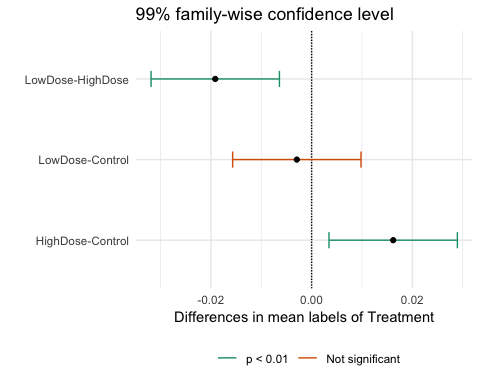 99% family-wise confidence level
LowDose-HighDose
LowDose-Control
HighDose-Control
-0.02 0.00 0.02
Differences in mean labels of Treatment
p < 0.01 Not significant